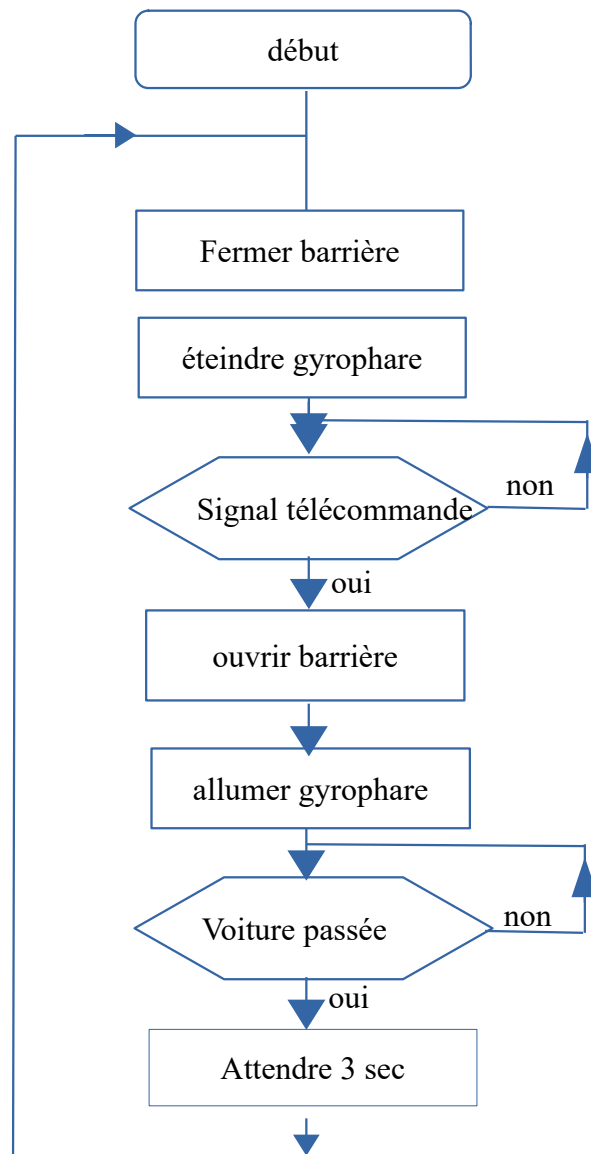 début
Fermer barrière
éteindre gyrophare
non
Signal télécommande
oui
ouvrir barrière
allumer gyrophare
non
Voiture passée
oui
Attendre 3 sec